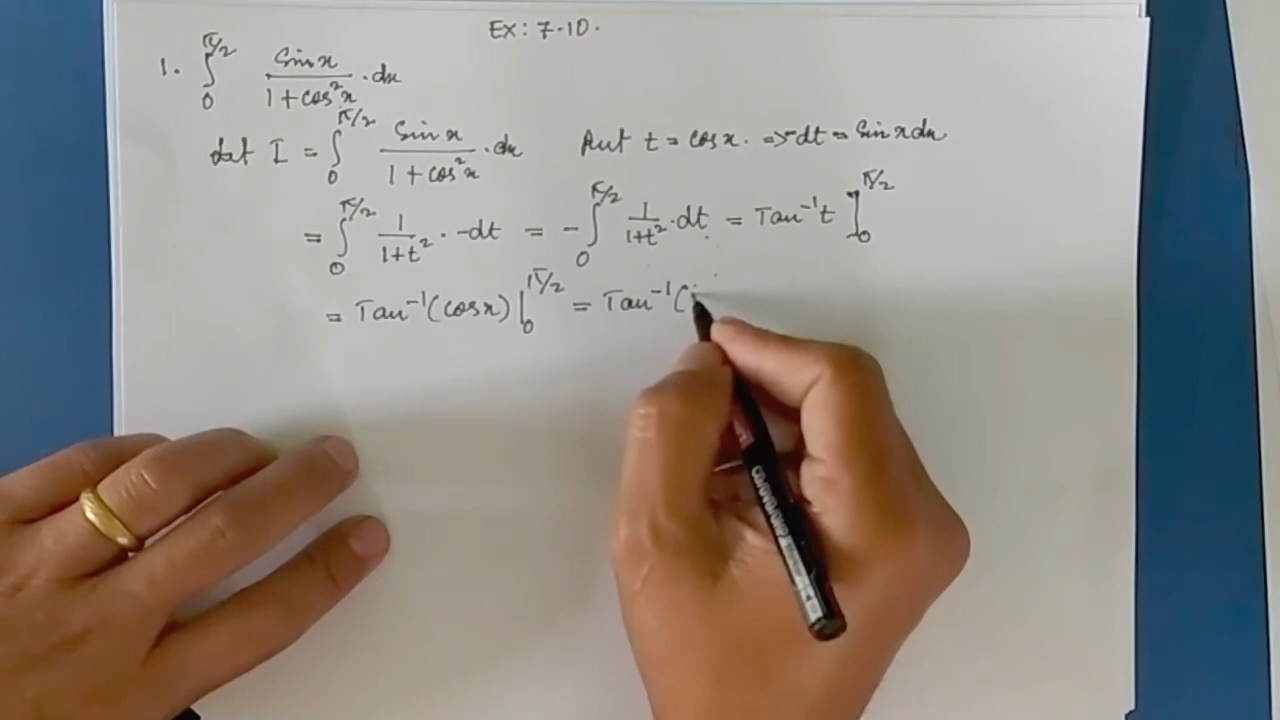 Ex: 7.10.
1. ∫₀^π/2 Sin x / 1 + cos²x . dx
Let I = ∫₀^π/2 Sin x / 1 + cos²x . dx Put t = cos x. ⇒ -dt = Sin x dx
= ∫₀^π/2 1 / 1+t² . -dt = - ∫₀^π/2 1 / 1+t² . dt = Tan⁻¹ t ]₀^π/2
= Tan⁻¹(cos x) |₀^π/2 = Tan⁻¹(